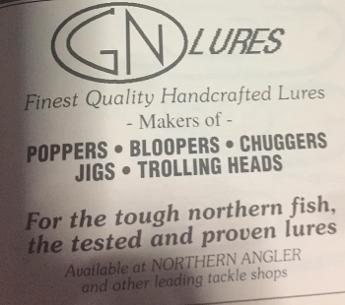 GN LURES
Finest Quality Handcrafted Lures
- Makers of -
POPPERS • BLOOPERS • CHUGGERS
JIGS • TROLLING HEADS
For the tough northern fish,
the tested and proven lures
Available at NORTHERN ANGLER
and other leading tackle shops